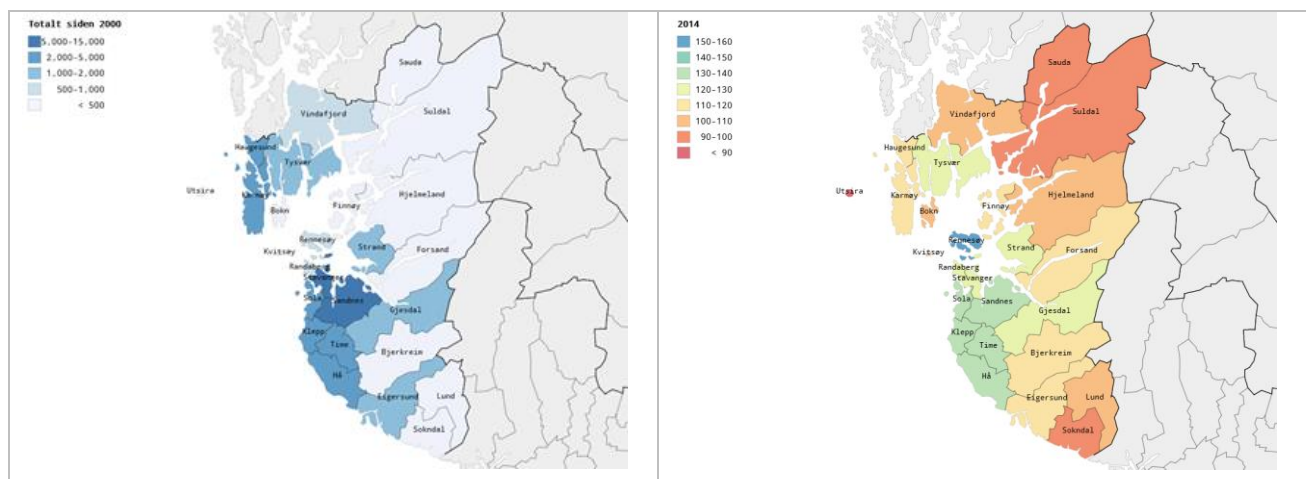 Totalt siden 2000
5,000-15,000
2,000-5,000
1,000-2,000
500-1,000
< 500
Sauda
Suldal
Vindafjord
Haugesund
Tysvær
Utsira
Karmøy
Bokn
Finnøy
Hjelmeland
Rennesøy
Kvitsøy
Strand
Forsand
Randaberg
Stavanger
Sola
Sandnes
Gjesdal
Klepp
Time
Bjerkreim
Hå
Eigersund
Lund
Sokndal
2014
150-160
140-150
130-140
120-130
110-120
100-110
90-100
< 90
Sauda
Suldal
Vindafjord
Haugesund
Tysvær
Utsira
Karmøy
Bokn
Finnøy
Hjelmeland
Rennesøy
Kvitsøy
Strand
Forsand
Randaberg
Stavanger
Sola
Sandnes
Gjesdal
Klepp
Time
Bjerkreim
Hå
Eigersund
Lund
Sokndal